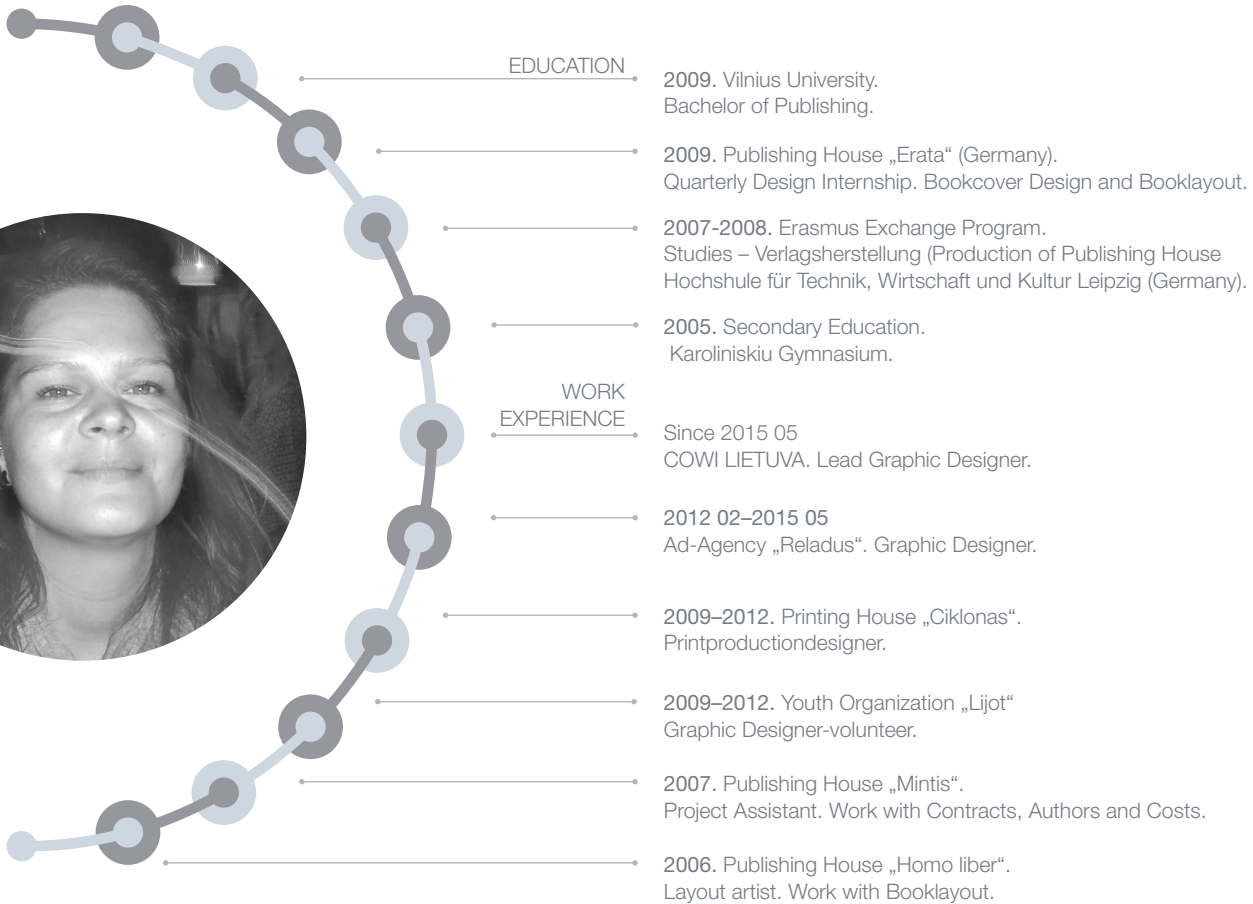 EDUCATION
2009. Vilnius University.
Bachelor of Publishing.
2009. Publishing House „Erata“ (Germany).
Quarterly Design Internship. Bookcover Design and Booklayout.
2007-2008. Erasmus Exchange Program.
Studies – Verlagsherstellung (Production of Publishing House
Hochshule für Technik, Wirtschaft und Kultur Leipzig (Germany).
2005. Secondary Education.
Karoliniskiu Gymnasium.
WORK
EXPERIENCE
Since 2015 05
COWI LIETUVA. Lead Graphic Designer.
2012 02–2015 05
Ad-Agency „Reladus“. Graphic Designer.
2009–2012. Printing House „Ciklonas“.
Printproductiondesigner.
2009–2012. Youth Organization „Lijot“
Graphic Designer-volunteer.
2007. Publishing House „Mintis“.
Project Assistant. Work with Contracts, Authors and Costs.
2006. Publishing House „Homo liber“.
Layout artist. Work with Booklayout.